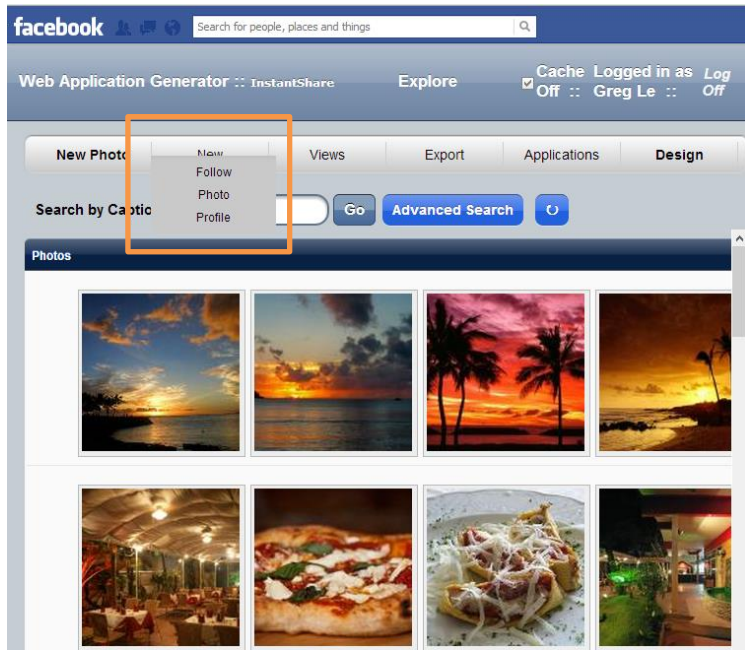 facebook Search for people, places and things
Web Application Generator :: InstantShare Explore Cache Off :: Logged in as Greg Le :: Log Off
New Photo New Views Export Applications Design
Follow
Photo
Profile
Search by Captio Go Advanced Search
Photos